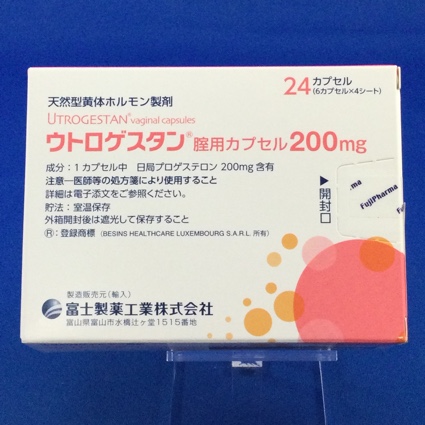 天然型黄体ホルモン製剤
24カプセル
(6カプセル×4シート)
UTROGESTAN® vaginal capsules
ウトロゲスタン®腟用カプセル200mg
成分：1カプセル中 日局プロゲステロン 200mg 含有
注意―医師等の処方箋により使用すること
詳細は電子添文をご参照ください。
貯法：室温保存
外箱開封後は遮光して保存すること
Ⓡ：登録商標 (BESINS HEALTHCARE LUXEMBOURG S.A.R.L. 所有)
▶開封口
ma
FujiPharma
製造販売元(輸入)
富士製薬工業株式会社
富山県富山市水橋辻ヶ堂1515番地